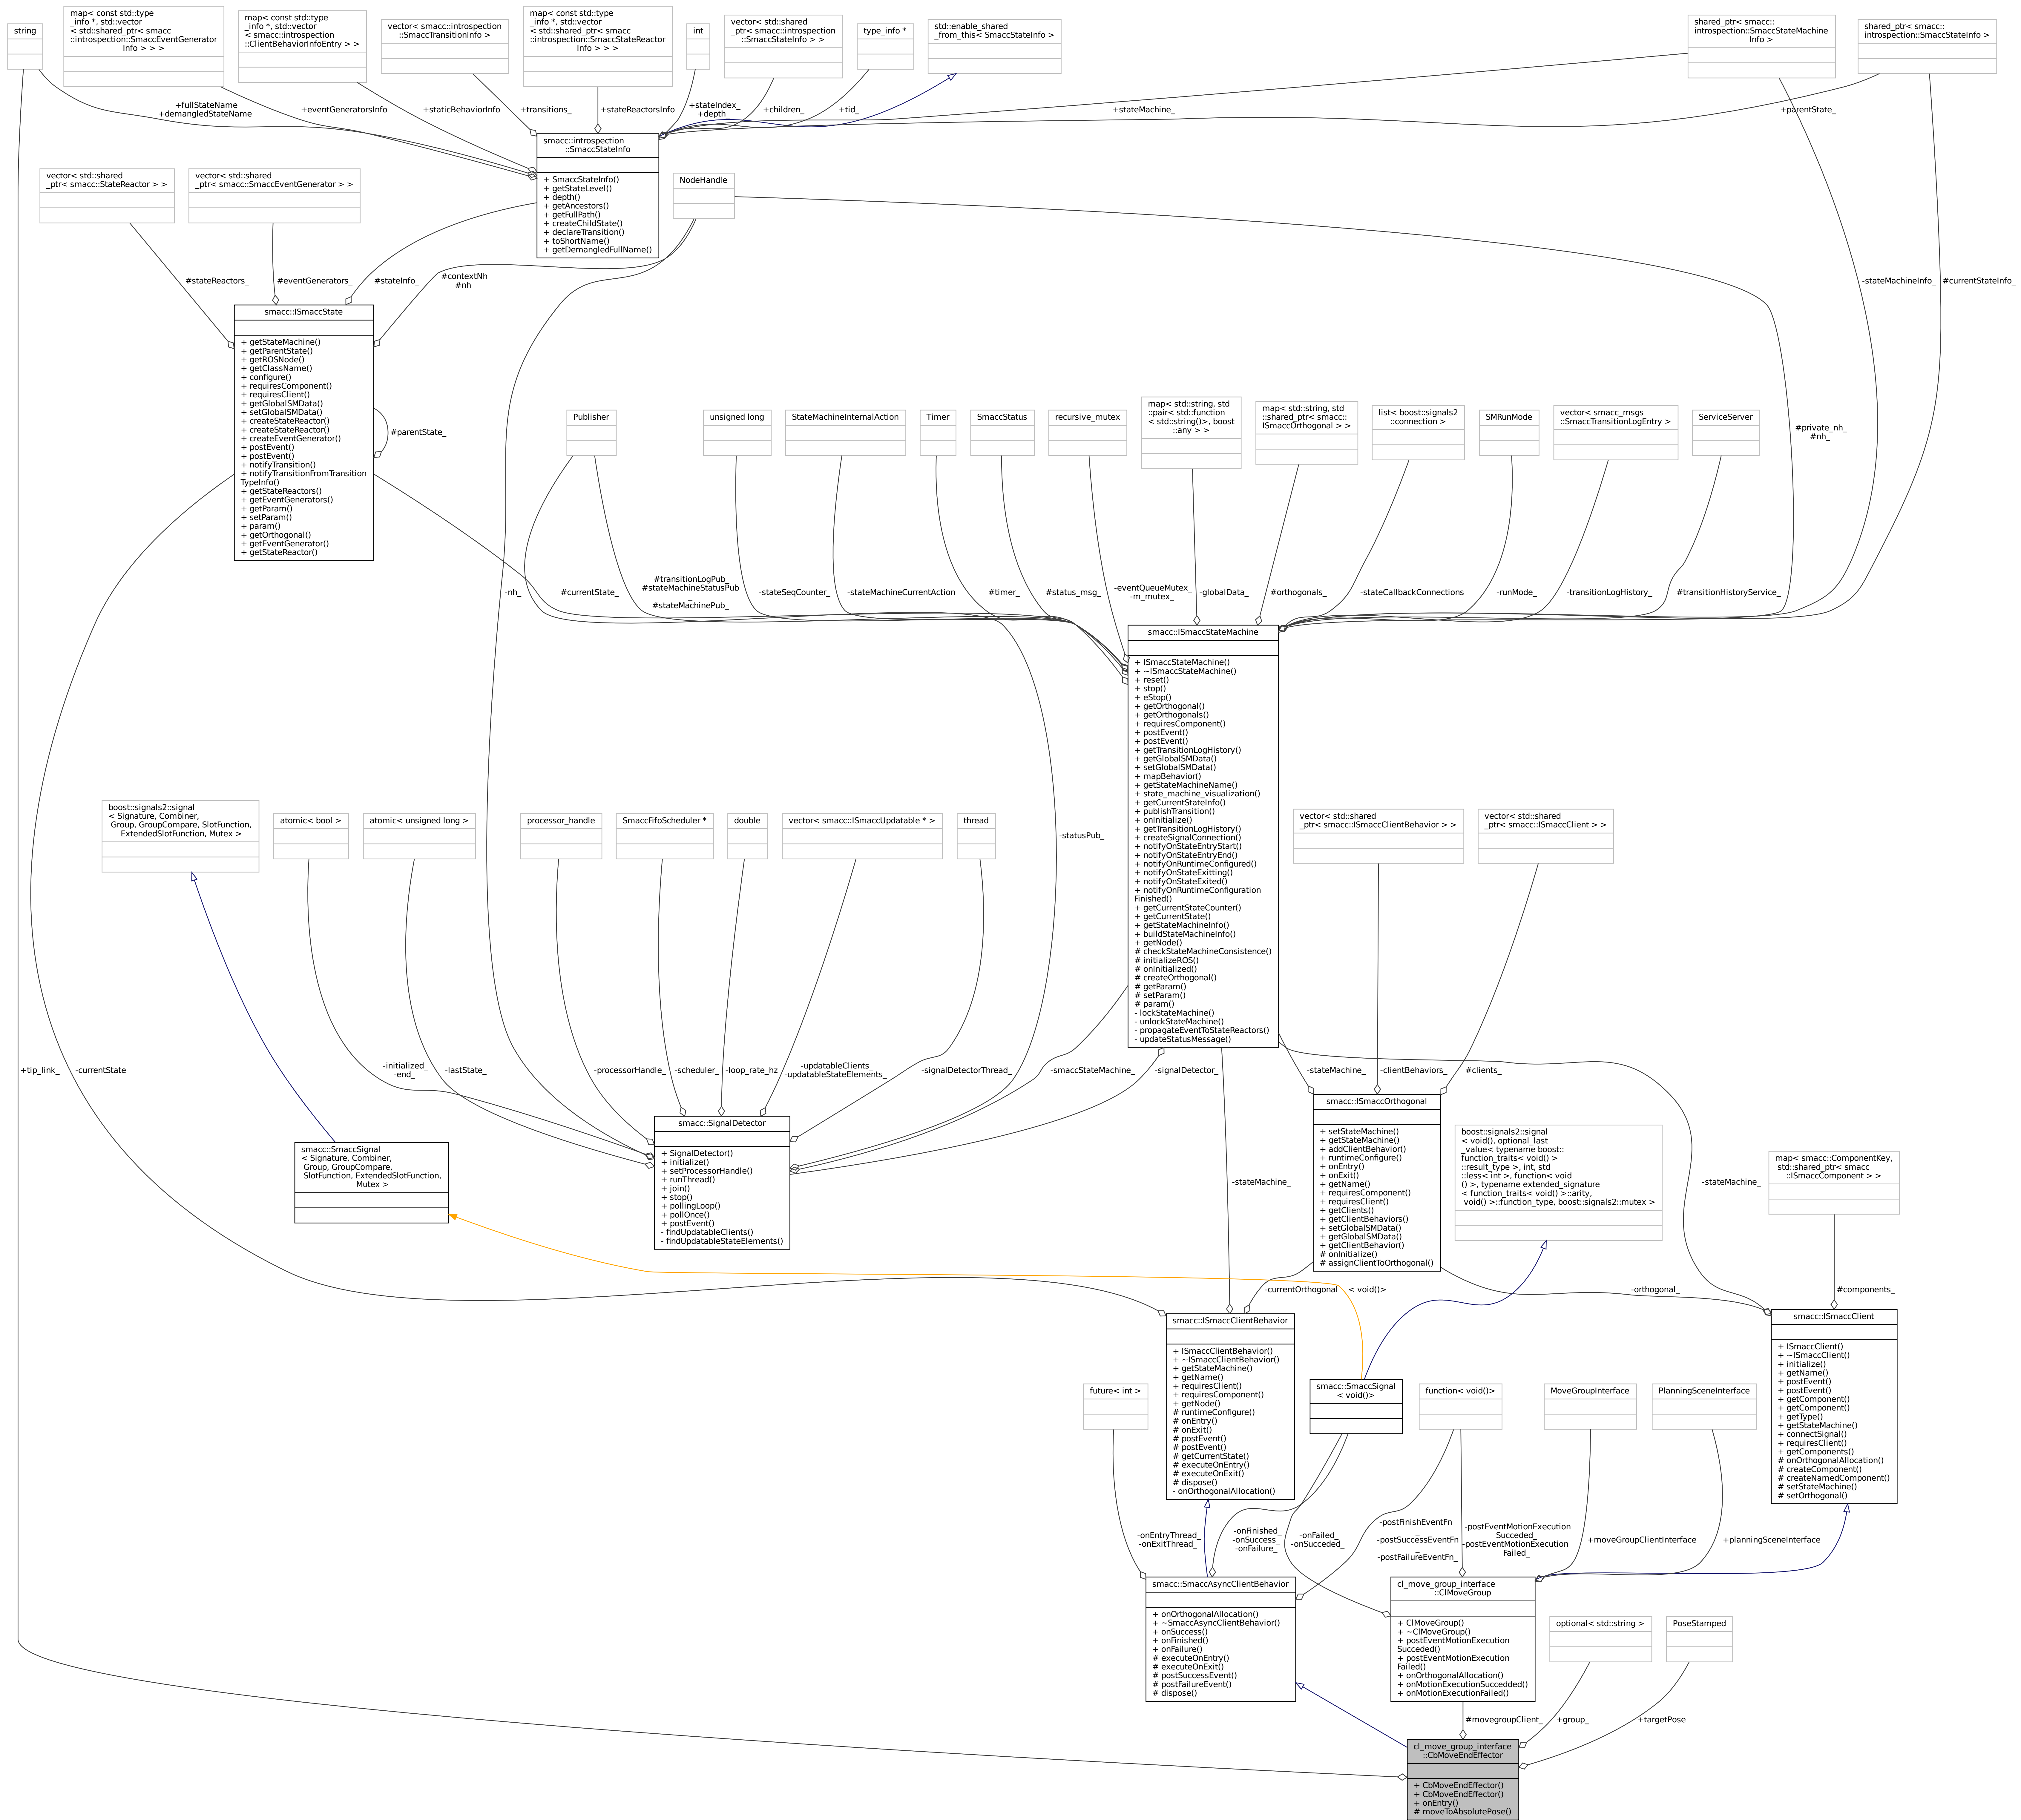 string
map< const std::type
_info *, std::vector
< std::shared_ptr< smacc
::introspection::SmaccEventGenerator
Info > > >
map< const std::type
_info *, std::vector
< smacc::introspection
::ClientBehaviorInfoEntry > >
vector< smacc::introspection
::SmaccTransitionInfo >
map< const std::type
_info *, std::vector
< std::shared_ptr< smacc
::introspection::SmaccStateReactor
Info > > >
int
vector< std::shared
_ptr< smacc::introspection
::SmaccStateInfo > >
type_info *
std::enable_shared
_from_this< SmaccStateInfo >
shared_ptr< smacc::
introspection::SmaccStateMachine
Info >
shared_ptr< smacc::
introspection::SmaccStateInfo >
+fullStateName
+demangledStateName
+eventGeneratorsInfo
+staticBehaviorInfo
+transitions_
+stateReactorsInfo
+stateIndex_
+depth_
+children_
+tid_
+stateMachine_
+parentState_
smacc::introspection
::SmaccStateInfo
+ SmaccStateInfo()
+ getStateLevel()
+ depth()
+ getAncestors()
+ getFullPath()
+ createChildState()
+ declareTransition()
+ toShortName()
+ getDemangledFullName()
vector< std::shared
_ptr< smacc::StateReactor > >
vector< std::shared
_ptr< smacc::SmaccEventGenerator > >
NodeHandle
#stateReactors_
#eventGenerators_
#stateInfo_
#contextNh
#nh
-stateMachineInfo_
#currentStateInfo_
smacc::ISmaccState
+ getStateMachine()
+ getParentState()
+ getROSNode()
+ getClassName()
+ configure()
+ requiresComponent()
+ requiresClient()
+ getGlobalSMData()
+ setGlobalSMData()
+ createStateReactor()
+ createStateReactor()
+ createEventGenerator()
+ postEvent()
+ postEvent()
+ notifyTransition()
+ notifyTransitionFromTransition
TypeInfo()
+ getStateReactors()
+ getEventGenerators()
+ getParam()
+ setParam()
+ param()
+ getOrthogonal()
+ getEventGenerator()
+ getStateReactor()
#parentState_
Publisher
unsigned long
StateMachineInternalAction
Timer
SmaccStatus
recursive_mutex
map< std::string, std
::pair< std::function
< std::string()>, boost
::any > >
map< std::string, std
::shared_ptr< smacc::
ISmaccOrthogonal > >
list< boost::signals2
::connection >
SMRunMode
vector< smacc_msgs
::SmaccTransitionLogEntry >
ServiceServer
#private_nh_
#nh_
-nh_
#currentState_
#transitionLogPub_
#stateMachineStatusPub
_
#stateMachinePub_
-stateSeqCounter_
-stateMachineCurrentAction
#timer_
#status_msg_
-eventQueueMutex_
-m_mutex_
-globalData_
#orthogonals_
-stateCallbackConnections
-runMode_
-transitionLogHistory_
#transitionHistoryService_
smacc::ISmaccStateMachine
+ ISmaccStateMachine()
+ ~ISmaccStateMachine()
+ reset()
+ stop()
+ eStop()
+ getOrthogonal()
+ getOrthogonals()
+ requiresComponent()
+ postEvent()
+ postEvent()
+ getTransitionLogHistory()
+ getGlobalSMData()
+ setGlobalSMData()
+ mapBehavior()
+ getStateMachineName()
+ state_machine_visualization()
+ getCurrentStateInfo()
+ publishTransition()
+ onInitialize()
+ getTransitionLogHistory()
+ createSignalConnection()
+ notifyOnStateEntryStart()
+ notifyOnStateEntryEnd()
+ notifyOnRuntimeConfigured()
+ notifyOnStateExitting()
+ notifyOnStateExited()
+ notifyOnRuntimeConfiguration
Finished()
+ getCurrentStateCounter()
+ getCurrentState()
+ getStateMachineInfo()
+ buildStateMachineInfo()
+ getNode()
# checkStateMachineConsistence()
# initializeROS()
# onInitialized()
# createOrthogonal()
# getParam()
# setParam()
# param()
- lockStateMachine()
- unlockStateMachine()
- propagateEventToStateReactors()
- updateStatusMessage()
boost::signals2::signal
< Signature, Combiner,
Group, GroupCompare, SlotFunction,
ExtendedSlotFunction, Mutex >
atomic< bool >
atomic< unsigned long >
processor_handle
SmaccFifoScheduler *
double
vector< smacc::ISmaccUpdatable * >
thread
-statusPub_
vector< std::shared
_ptr< smacc::ISmaccClientBehavior > >
vector< std::shared
_ptr< smacc::ISmaccClient > >
+tip_link_
-currentState
-initialized_
-end_
-lastState_
-processorHandle_
-scheduler_
-loop_rate_hz
-updatableClients_
-updatableStateElements_
-signalDetectorThread_
-smaccStateMachine_
-signalDetector_
-stateMachine_
-clientBehaviors_
#clients_
smacc::SignalDetector
+ SignalDetector()
+ initialize()
+ setProcessorHandle()
+ runThread()
+ join()
+ stop()
+ pollingLoop()
+ pollOnce()
+ postEvent()
- findUpdatableClients()
- findUpdatableStateElements()
smacc::SmaccSignal
< Signature, Combiner,
Group, GroupCompare,
SlotFunction, ExtendedSlotFunction,
Mutex >
smacc::ISmaccOrthogonal
+ setStateMachine()
+ getStateMachine()
+ addClientBehavior()
+ runtimeConfigure()
+ onEntry()
+ onExit()
+ getName()
+ requiresComponent()
+ requiresClient()
+ getClients()
+ getClientBehaviors()
+ setGlobalSMData()
+ getGlobalSMData()
+ getClientBehavior()
# onInitialize()
# assignClientToOrthogonal()
boost::signals2::signal
< void(), optional_last
_value< typename boost::
function_traits< void() >
::result_type >, int, std
::less< int >, function< void
() >, typename extended_signature
< function_traits< void() >::arity,
void() >::function_type, boost::signals2::mutex >
map< smacc::ComponentKey,
std::shared_ptr< smacc
::ISmaccComponent > >
-stateMachine_
-stateMachine_
-currentOrthogonal
< void()>
-orthogonal_
#components_
smacc::ISmaccClientBehavior
+ ISmaccClientBehavior()
+ ~ISmaccClientBehavior()
+ getStateMachine()
+ getName()
+ requiresClient()
+ requiresComponent()
+ getNode()
# runtimeConfigure()
# onEntry()
# onExit()
# postEvent()
# postEvent()
# getCurrentState()
# executeOnEntry()
# executeOnExit()
# dispose()
- onOrthogonalAllocation()
smacc::ISmaccClient
+ ISmaccClient()
+ ~ISmaccClient()
+ initialize()
+ getName()
+ postEvent()
+ postEvent()
+ getComponent()
+ getComponent()
+ getType()
+ getStateMachine()
+ connectSignal()
+ requiresClient()
+ getComponents()
# onOrthogonalAllocation()
# createComponent()
# createNamedComponent()
# setStateMachine()
# setOrthogonal()
future< int >
smacc::SmaccSignal
< void()>
function< void()>
MoveGroupInterface
PlanningSceneInterface
-onEntryThread_
-onExitThread_
-onFinished_
-onSuccess_
-onFailure_
-onFailed_
-onSucceded_
-postFinishEventFn
_
-postSuccessEventFn
_
-postFailureEventFn_
-postEventMotionExecution
Succeded_
-postEventMotionExecution
Failed_
+moveGroupClientInterface
+planningSceneInterface
smacc::SmaccAsyncClientBehavior
+ onOrthogonalAllocation()
+ ~SmaccAsyncClientBehavior()
+ onSuccess()
+ onFinished()
+ onFailure()
# executeOnEntry()
# executeOnExit()
# postSuccessEvent()
# postFailureEvent()
# dispose()
cl_move_group_interface
::ClMoveGroup
+ ClMoveGroup()
+ ~ClMoveGroup()
+ postEventMotionExecution
Succeded()
+ postEventMotionExecution
Failed()
+ onOrthogonalAllocation()
+ onMotionExecutionSuccedded()
+ onMotionExecutionFailed()
optional< std::string >
PoseStamped
#movegroupClient_
+group_
+targetPose
cl_move_group_interface
::CbMoveEndEffector
+ CbMoveEndEffector()
+ CbMoveEndEffector()
+ onEntry()
# moveToAbsolutePose()